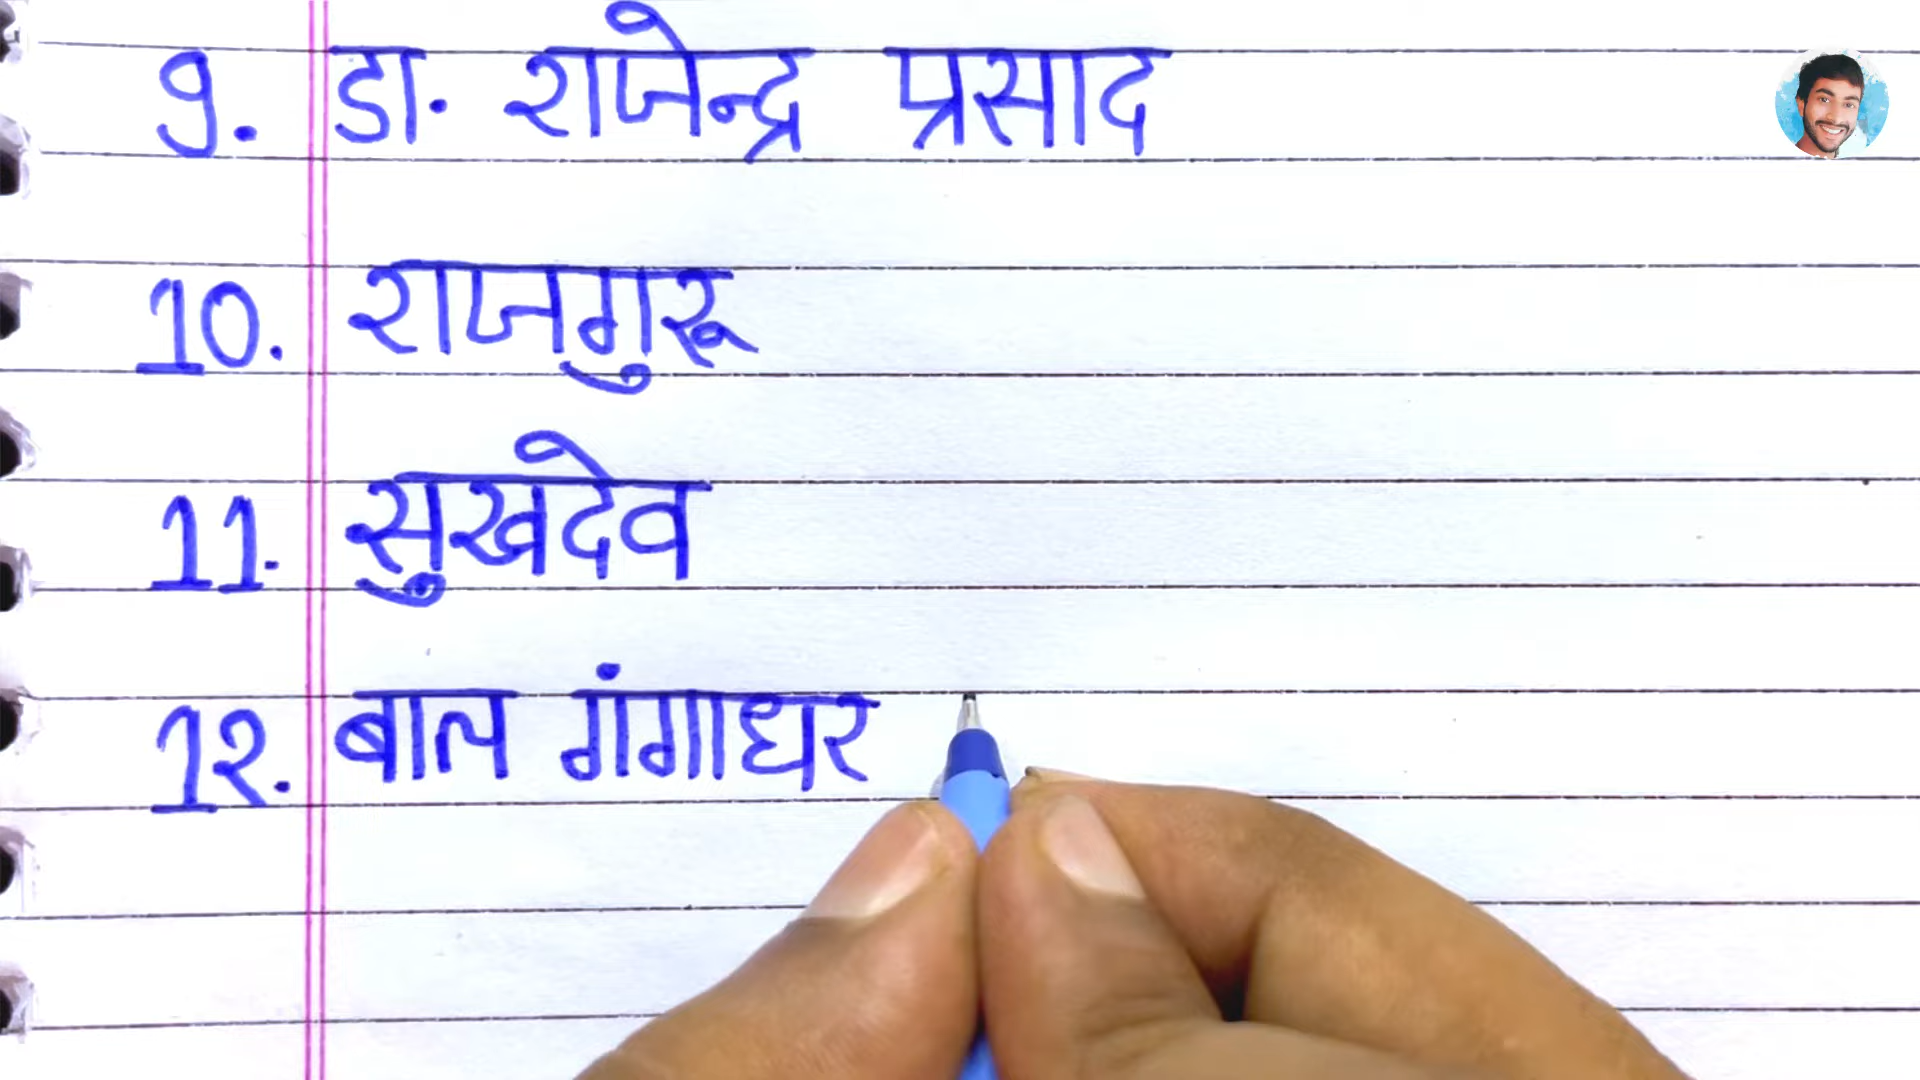 9. डा. राजेन्द्र प्रसाद
10. राजगुरू
11. सुखदेव
12. बाल गंगाधर